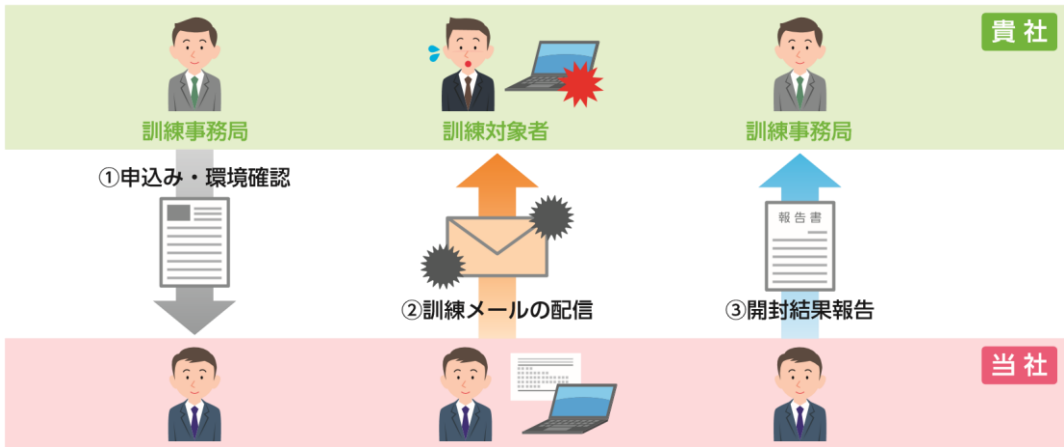 貴社
訓練事務局
訓練対象者
訓練事務局
①申込み・環境確認
報告書
②訓練メールの配信
③開封結果報告
当社